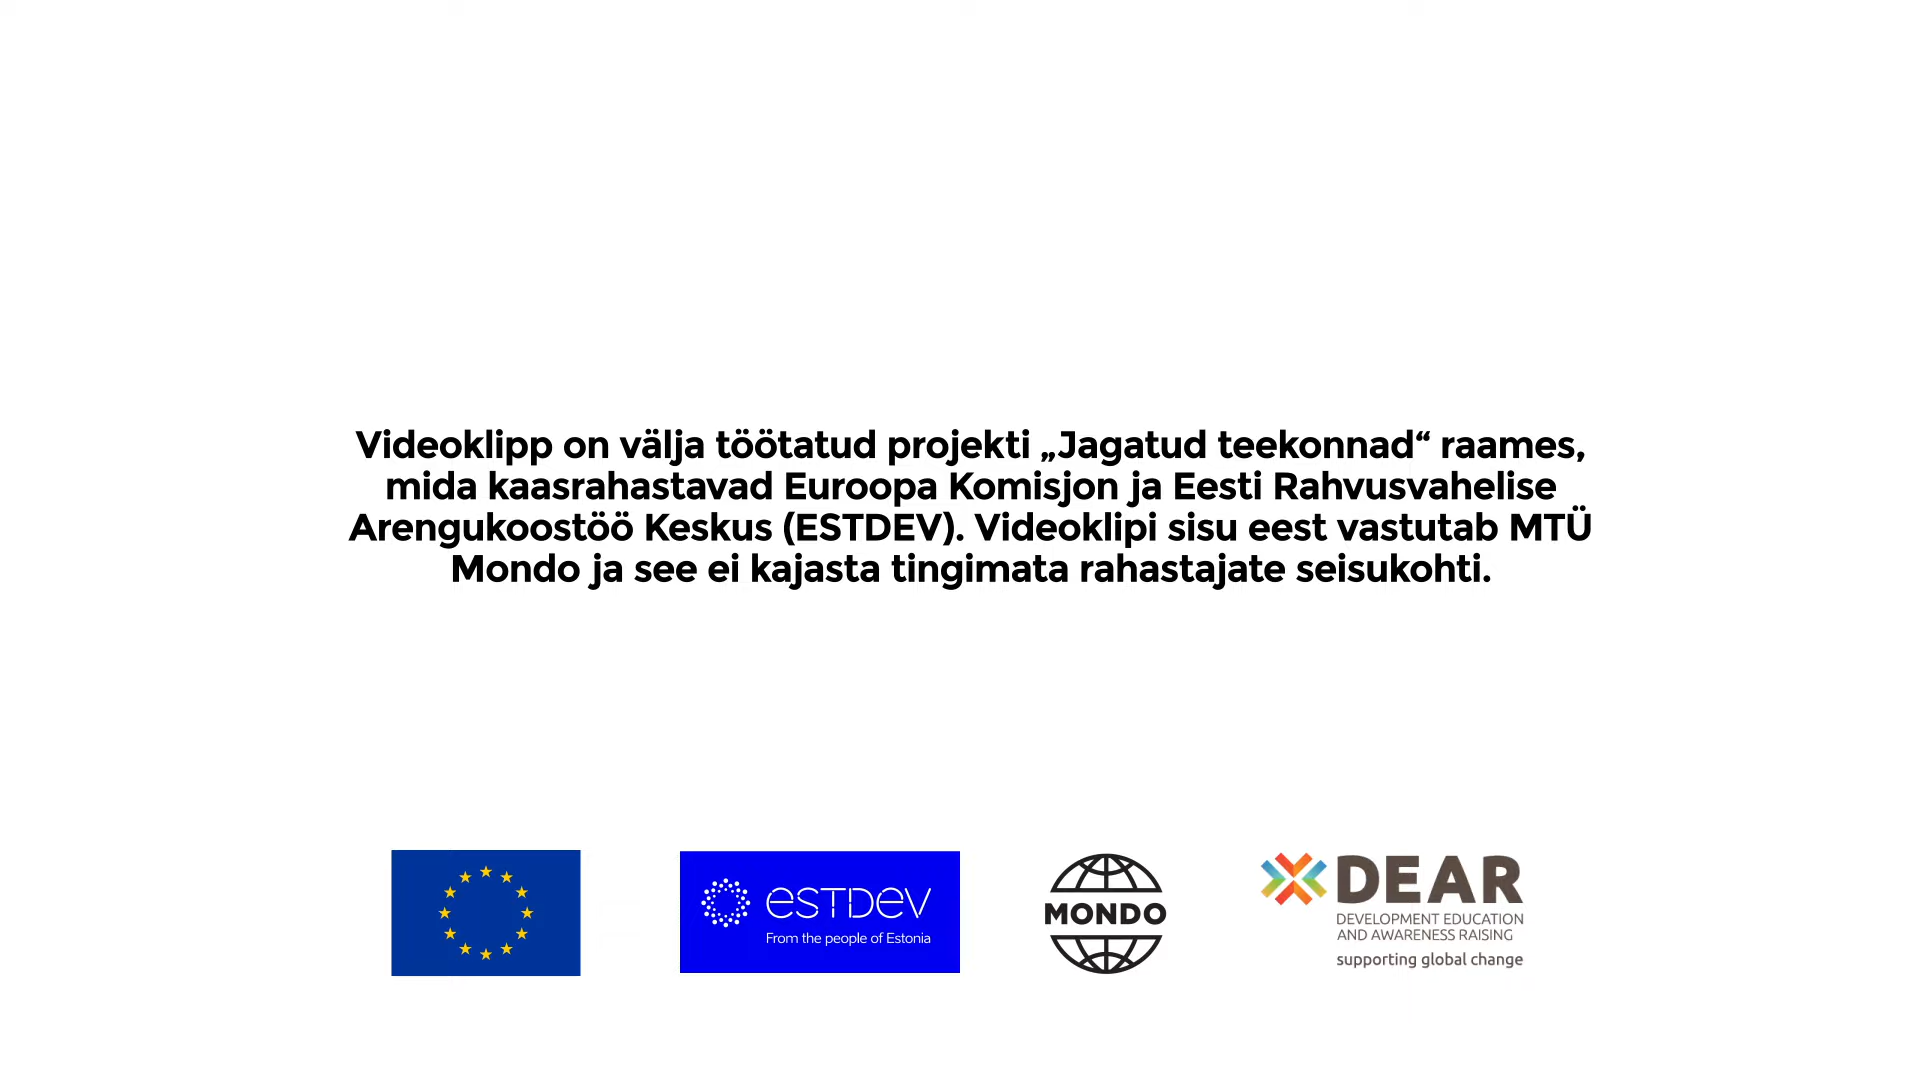 Videoklipp on välja töötatud projekti „Jagatud teekonnad“ raames,
mida kaasrahastavad Euroopa Komisjon ja Eesti Rahvusvahelise
Arengukoostöö Keskus (ESTDEV). Videoklipi sisu eest vastutab MTÜ
Mondo ja see ei kajasta tingimata rahastajate seisukohti.
eSTDeV
From the people of Estonia
MONDO
DEAR
DEVELOPMENT EDUCATION
AND AWARENESS RAISING
supporting global change